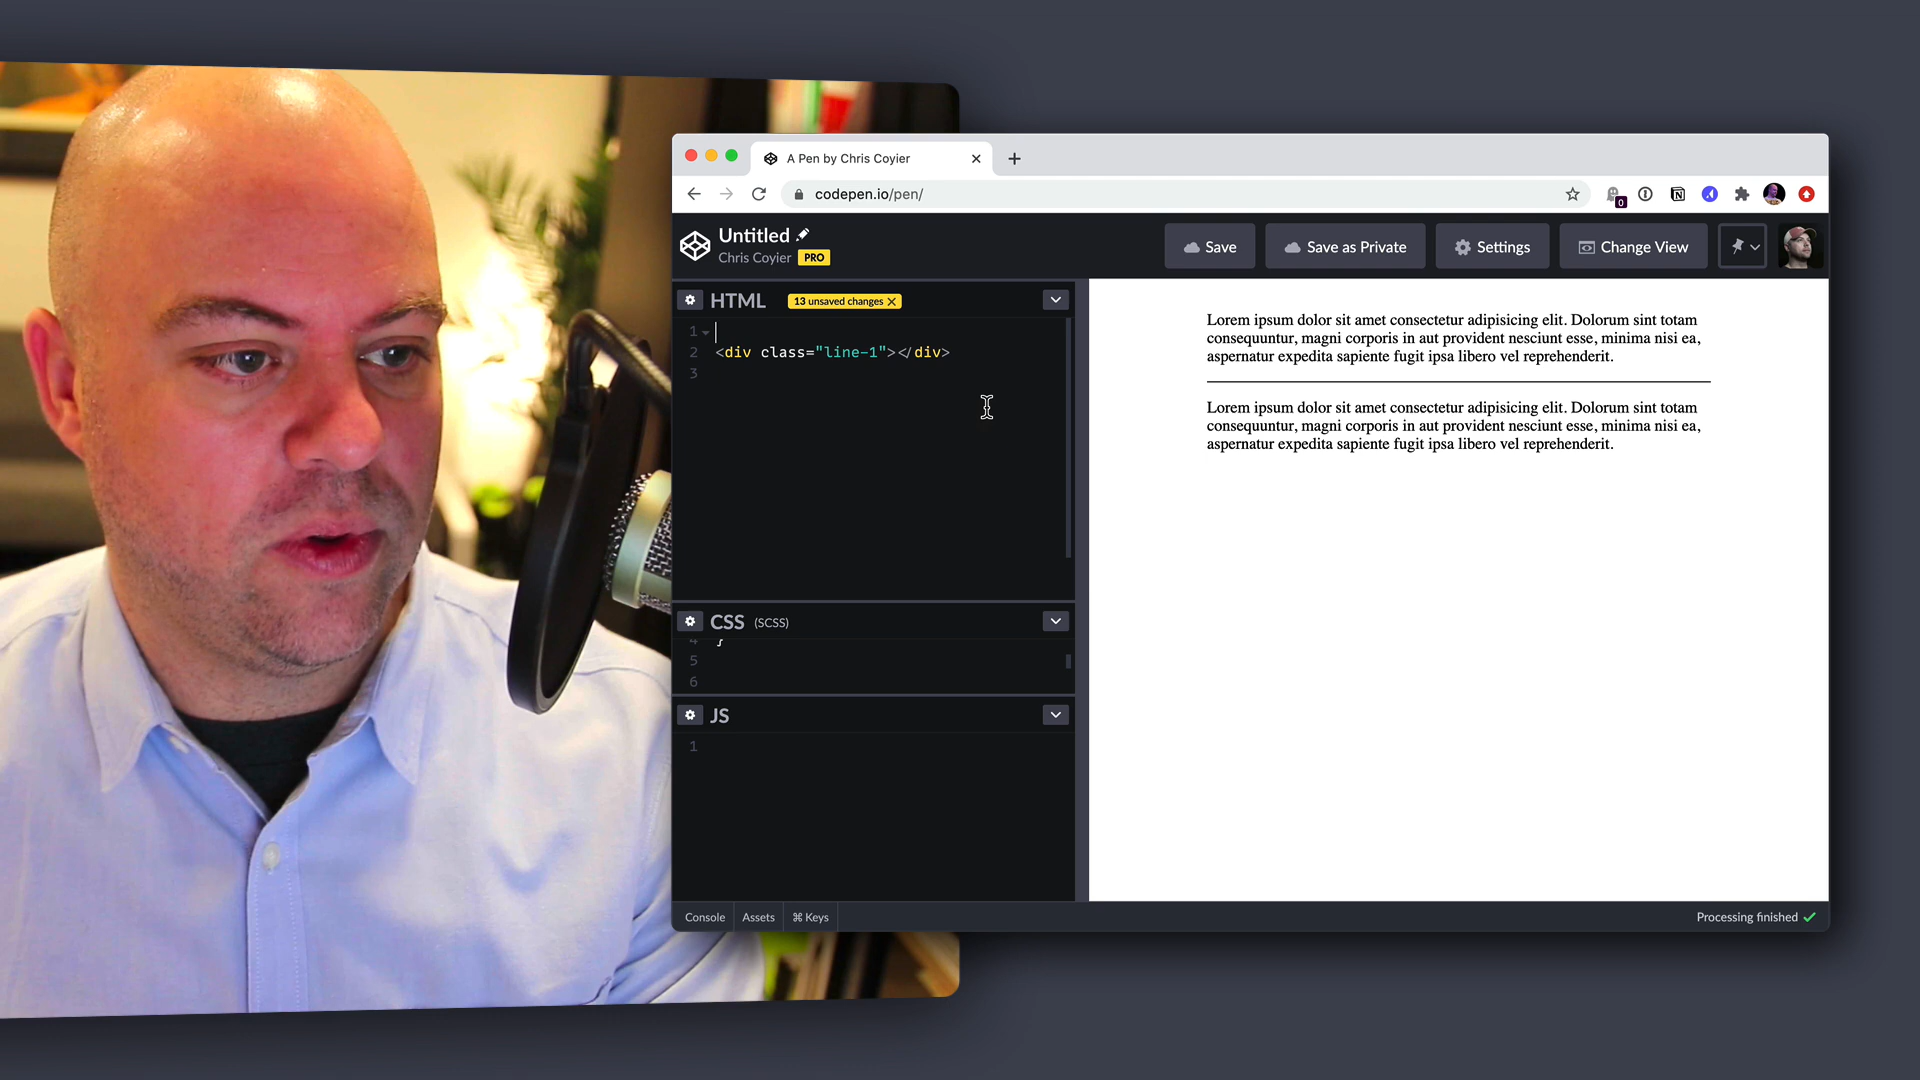 A Pen by Chris Coyier
codepen.io/pen/
0
Untitled
Chris Coyier PRO
Save
Save as Private
Settings
Change View
HTML 13 unsaved changes
1
2 <div class="line-1"></div>
3
CSS (SCSS)
4 }
5
6
JS
1
Lorem ipsum dolor sit amet consectetur adipisicing elit. Dolorum sint totam
consequuntur, magni corporis in aut provident nesciunt esse, minima nisi ea,
aspernatur expedita sapiente fugit ipsa libero vel reprehenderit.
Lorem ipsum dolor sit amet consectetur adipisicing elit. Dolorum sint totam
consequuntur, magni corporis in aut provident nesciunt esse, minima nisi ea,
aspernatur expedita sapiente fugit ipsa libero vel reprehenderit.
Console Assets ⌘ Keys
Processing finished